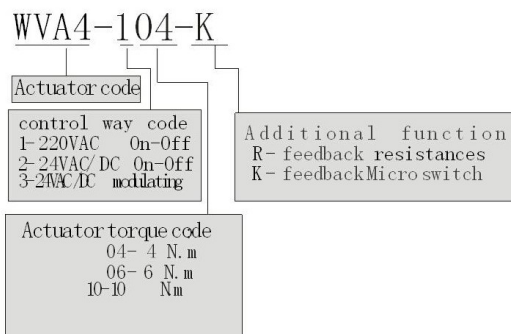 WVA4-104-K
Actuator code
control way code
1-220VAC On-Off
2-24VAC/DC On-Off
3-24VAC/DC modulating
Additional function
R- feedback resistances
K- feedback Micro switch
Actuator torque code
04- 4 N.m
06- 6 N.m
10-10 Nm